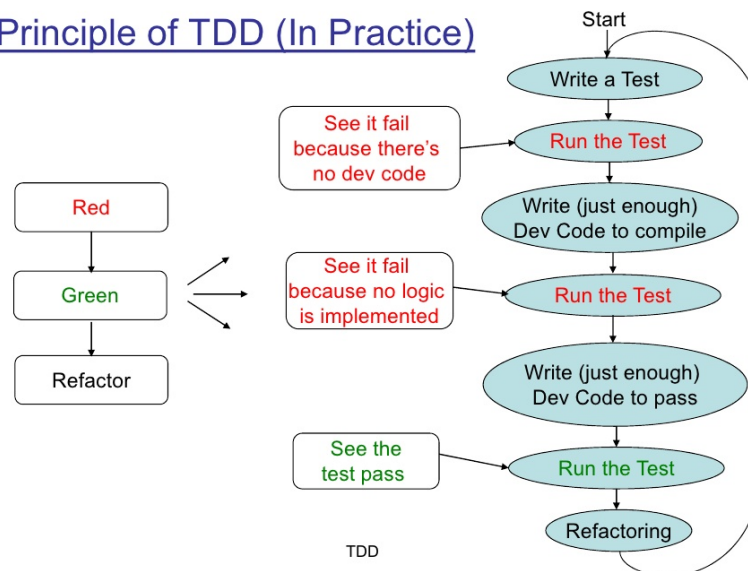 Principle of TDD (In Practice)
Start
Write a Test
See it fail
because there's
no dev code
Run the Test
Red
Write (just enough)
Dev Code to compile
Green
See it fail
because no logic
is implemented
Run the Test
Refactor
Write (just enough)
Dev Code to pass
See the
test pass
Run the Test
Refactoring
TDD